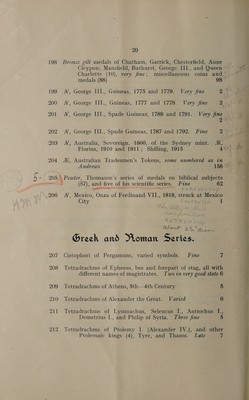 20
198 Bronze gilt medals of Chatham, Garrick, Chesterfield, Anne
Cleypon, Mansfield, Bathurst, George III., and Queen
Charlotte (10), very fine; miscellaneous coins and
medals (88) 98
199 N, George III., Guineas, 1775 and 1779. Very fine 2
200 N, George III., Guineas, 1777 and 1779. Very fine 2
201 N, George III., Spade Guineas, 1789 and 1791. Very fine
2
202 N, George III., Spade Guineas, 1787 and 1792. Fine 2
203 N, Australia, Sovereign, 1866, of the Sydney mint. Æ,
Florins, 1910 and 1911; Shilling, 1915 4
204 Æ, Australian Tradesmen's Tokens, some numbered as in
Andrews 158
5. 205 Pewter, Thomason's series of medals on biblical subjects
(57), and five of his scientific series. Fine 62
206 N, Mexico, Onza of Ferdinand VII., 1818, struck at Mexico
City 1
Greek and Roman Series.
207 Cistophori of Pergamum, varied symbols. Fine 7
208 Tetradrachms of Ephesus, bee and forepart of stag, all with
different names of magistrates. Two in very good state 6
209 Tetradrachms of Athens, 5th—4th Century 5
210 Tetradrachms of Alexander the Great. Varied 6
211 Tetradrachms of Lysimachus, Seleucus I., Antiochus I.,
Demetrius I., and Philip of Syria. Three fine 5
212 Tetradrachms of Ptolemy I. (Alexander IV.), and other
Ptolemaic kings (4), Tyre, and Thasos. Late 7